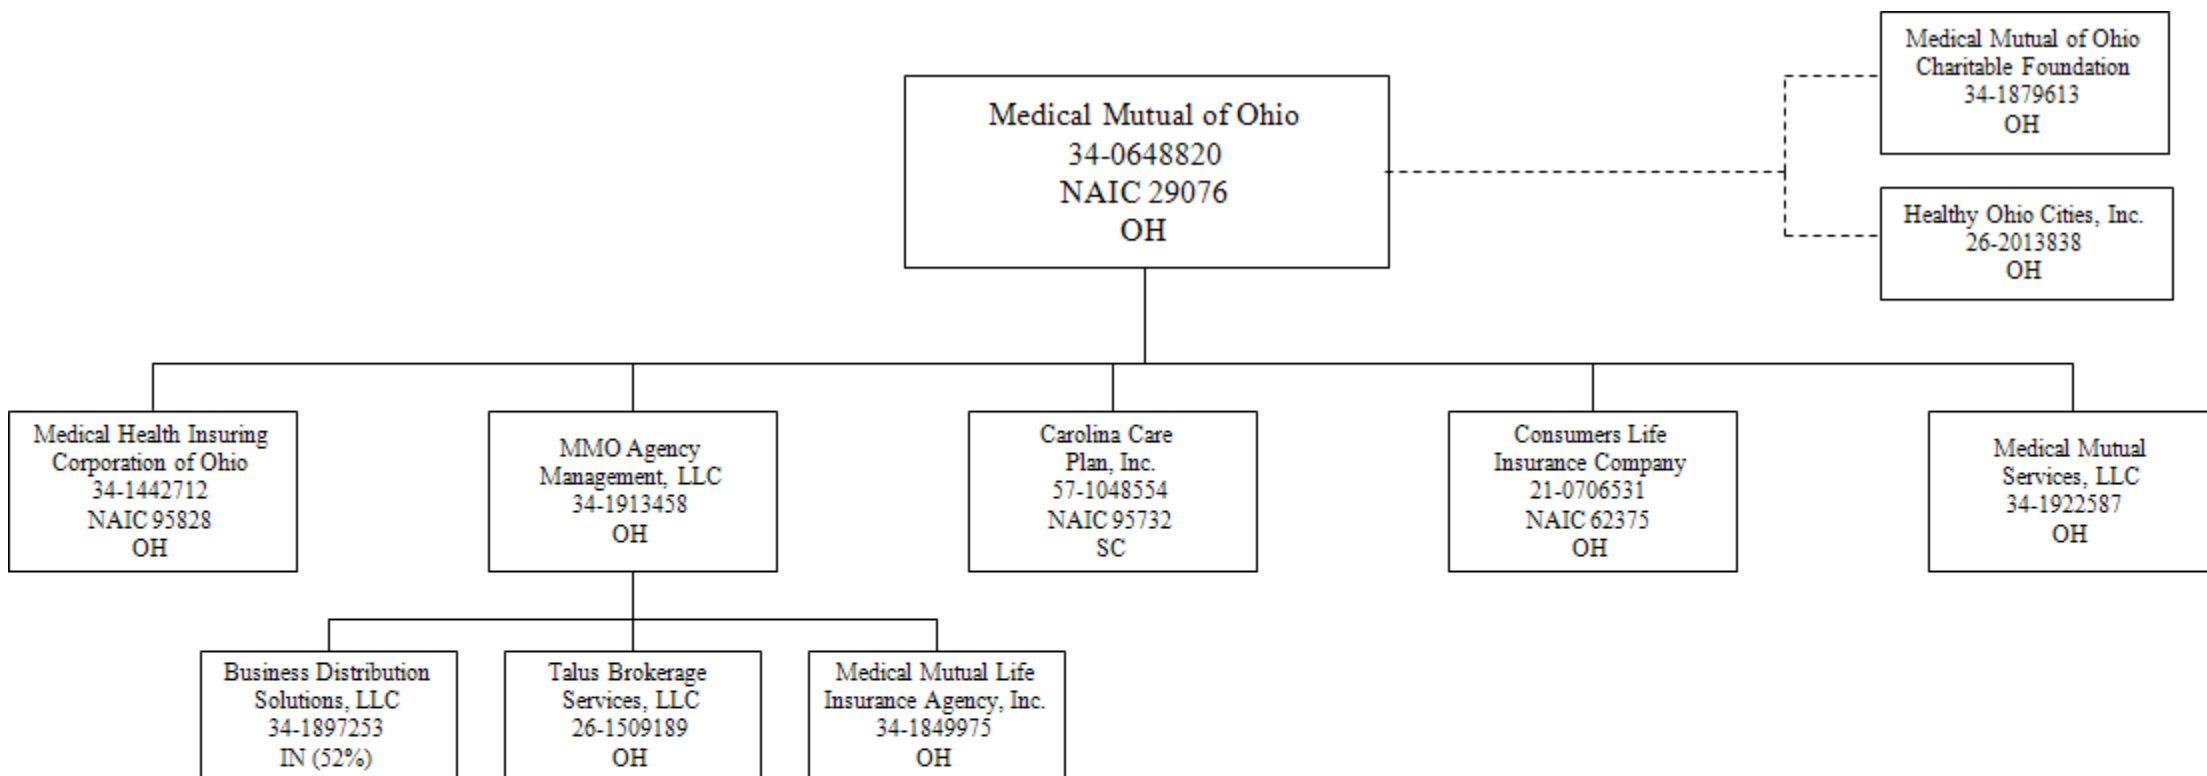 Medical Mutual of Ohio
Charitable Foundation
34-1879613
OH
Medical Mutual of Ohio
34-0648820
NAIC 29076
OH
Healthy Ohio Cities, Inc.
26-2013838
OH
Medical Health Insuring
Corporation of Ohio
34-1442712
NAIC 95828
OH
MMO Agency
Management, LLC
34-1913458
OH
Carolina Care
Plan, Inc.
57-1048554
NAIC 95732
SC
Consumers Life
Insurance Company
21-0706531
NAIC 62375
OH
Medical Mutual
Services, LLC
34-1922587
OH
Business Distribution
Solutions, LLC
34-1897253
IN (52%)
Talus Brokerage
Services, LLC
26-1509189
OH
Medical Mutual Life
Insurance Agency, Inc.
34-1849975
OH